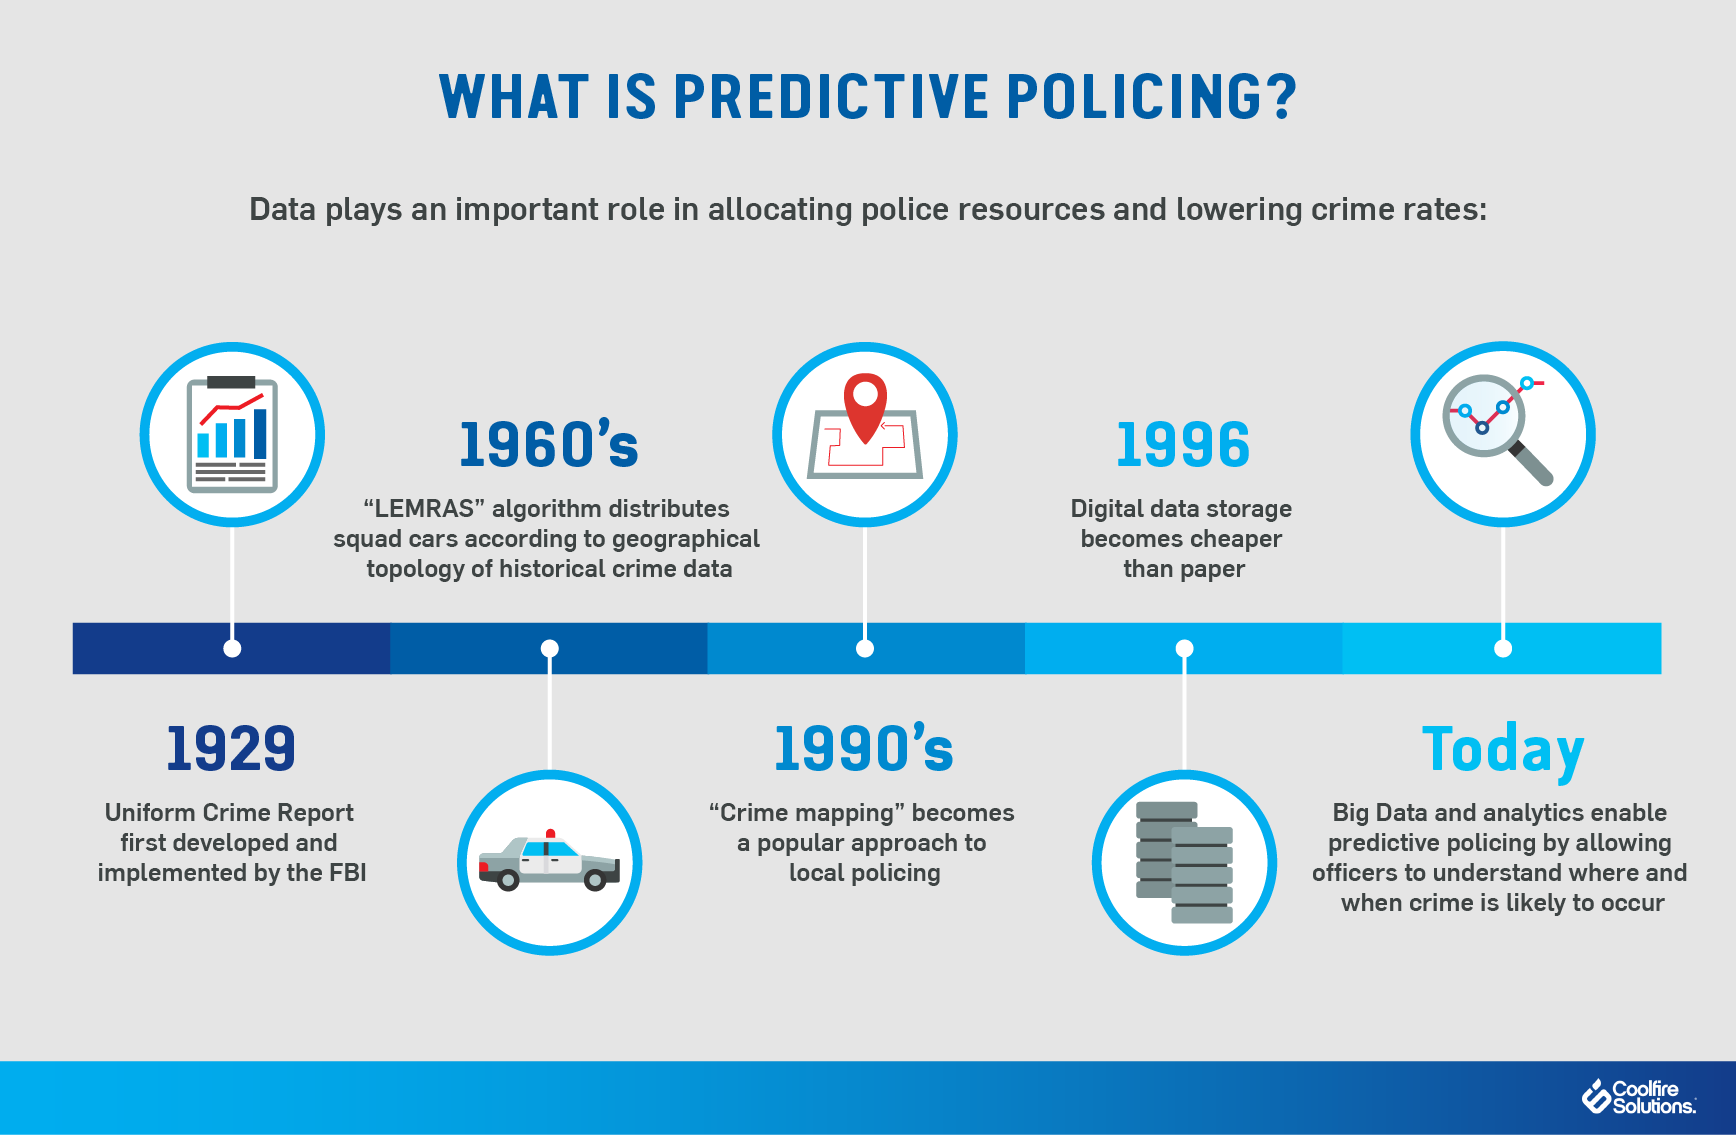 WHAT IS PREDICTIVE POLICING?
Data plays an important role in allocating police resources and lowering crime rates:
1929
Uniform Crime Report
first developed and
implemented by the FBI
1960’s
“LEMRAS” algorithm distributes
squad cars according to geographical
topology of historical crime data
1990’s
“Crime mapping” becomes
a popular approach to
local policing
1996
Digital data storage
becomes cheaper
than paper
Today
Big Data and analytics enable
predictive policing by allowing
officers to understand where and
when crime is likely to occur
Coolfire
Solutions.